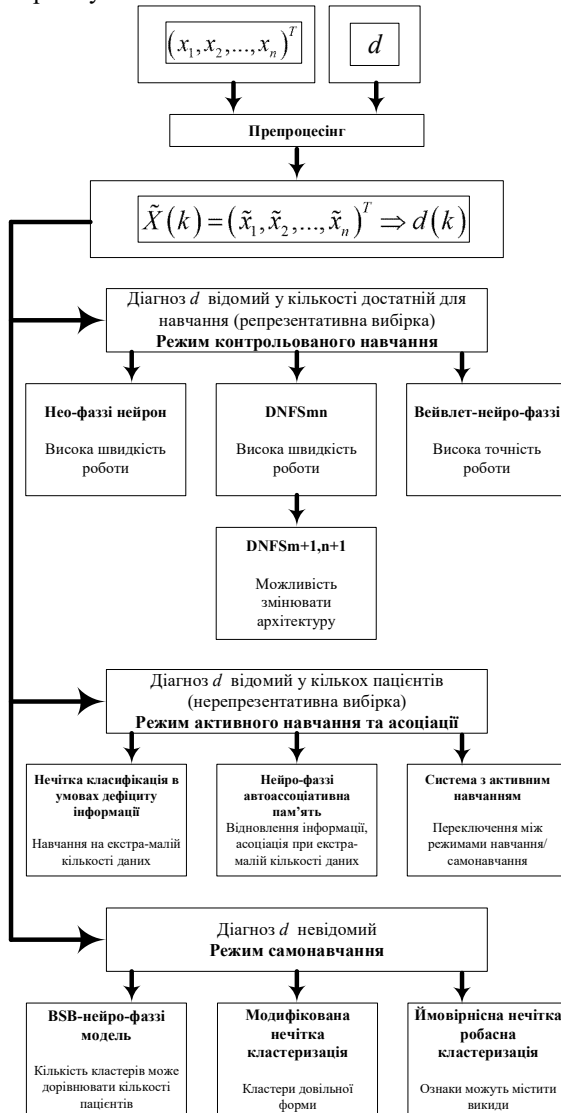 (x₁, x₂,..., xₙ)ᵀ
d
Препроцесінг
X̃(k) = (x̃₁, x̃₂,..., x̃ₙ)ᵀ ⇒ d(k)
Діагноз d відомий у кількості достатній для
навчання (репрезентативна вибірка)
Режим контрольованого навчання
Нео-фаззі нейрон
Висока швидкість
роботи
DNFSmn
Висока швидкість
роботи
Вейвлет-нейро-фаззі
Висока точність
роботи
DNFSm+1,n+1
Можливість
змінювати
архітектуру
Діагноз d відомий у кількох пацієнтів
(нерепрезентативна вибірка)
Режим активного навчання та асоціації
Нечітка класифікація в
умовах дефіциту
інформації
Навчання на екстра-малій
кількості даних
Нейро-фаззі
автоассоціативна
пам’ять
Відновлення інформації,
асоціація при екстра-
малій кількості даних
Система з активним
навчанням
Переключення між
режимами навчання/
самонавчання
Діагноз d невідомий
Режим самонавчання
BSB-нейро-фаззі
модель
Кількість кластерів може
дорівнювати кількості
пацієнтів
Модифікована
нечітка
кластеризація
Кластери довільної
форми
Ймовірнісна нечітка
робасна
кластеризація
Ознаки можуть містити
викиди